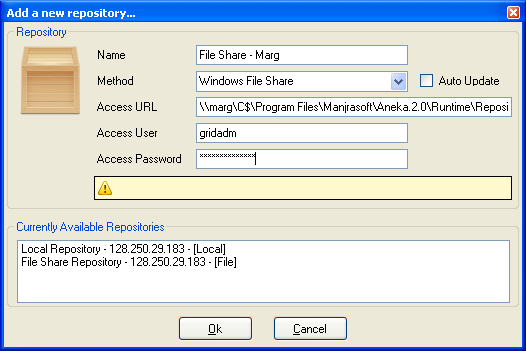 Add a new repository...
Repository
Name
File Share - Marg
Method
Windows File Share
Auto Update
Access URL
\\marg\C$\Program Files\Manjrasoft\Aneka.2.0\Runtime\Reposi
Access User
gridadm
Access Password
*************
Currently Available Repositories
Local Repository - 128.250.29.183 - [Local]
File Share Repository - 128.250.29.183 - [File]
Ok
Cancel